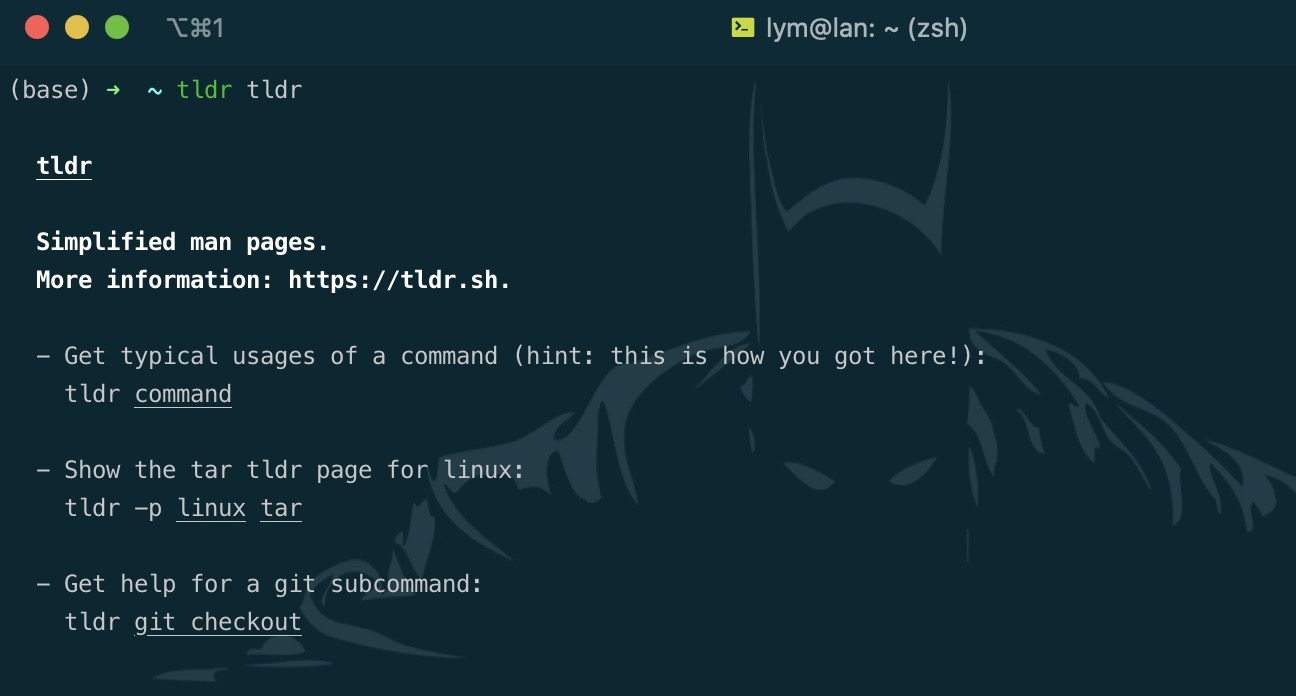 ⌥⌘1
lym@lan: ~ (zsh)
(base) ➜ ~ tldr tldr
tldr
Simplified man pages.
More information: https://tldr.sh.
- Get typical usages of a command (hint: this is how you got here!):
tldr command
- Show the tar tldr page for linux:
tldr -p linux tar
- Get help for a git subcommand:
tldr git checkout